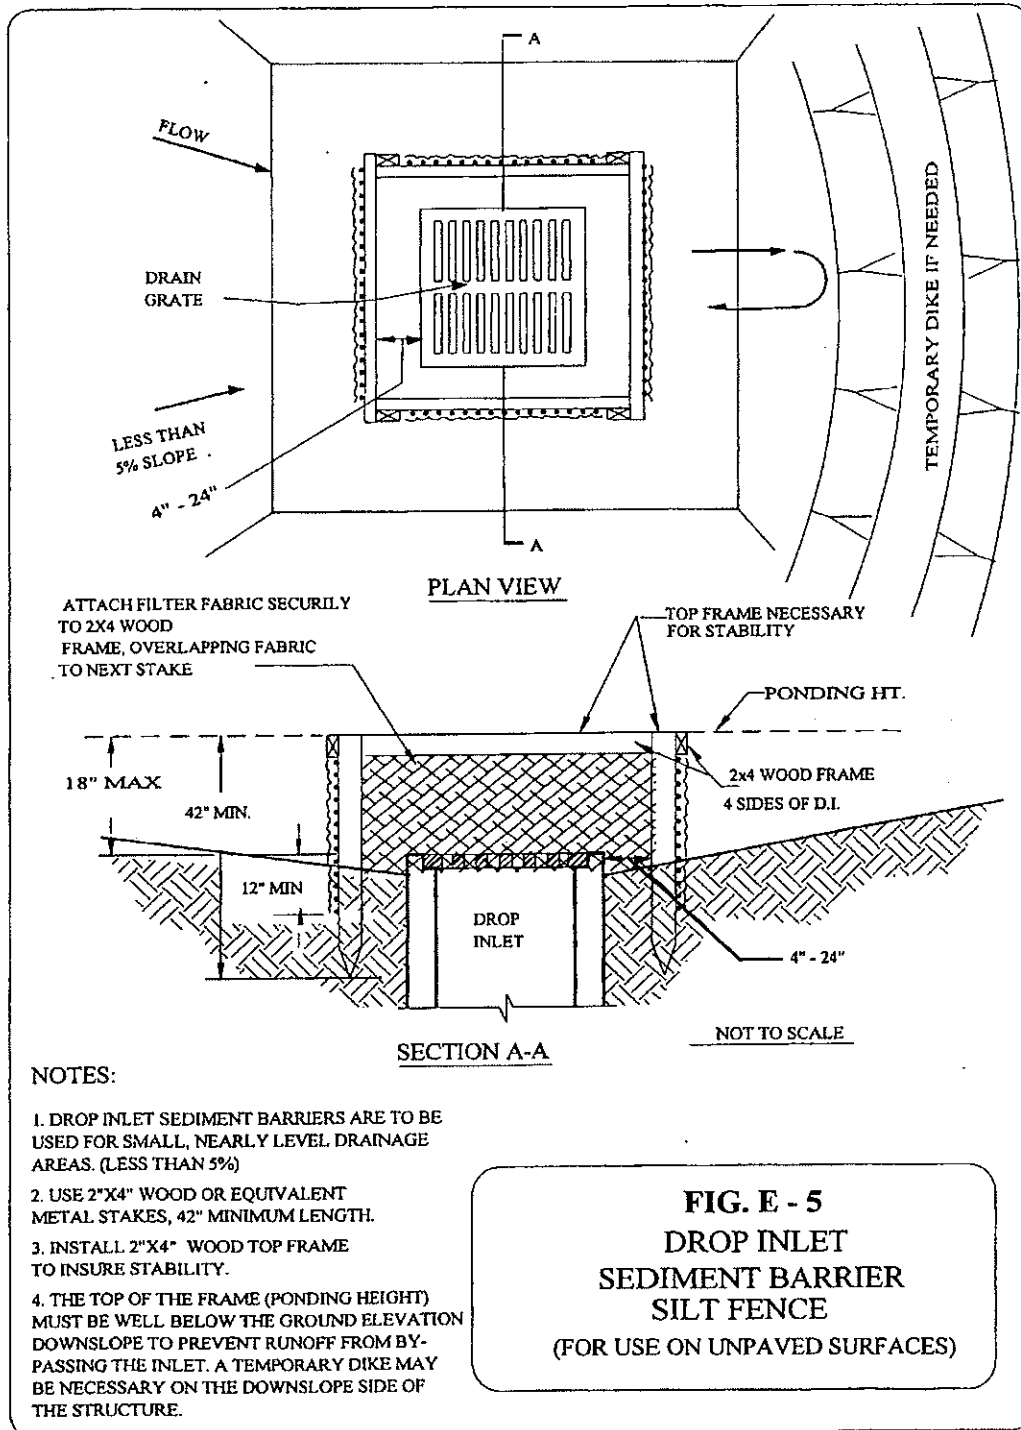 A
FLOW
DRAIN
GRATE
LESS THAN
5% SLOPE
4" - 24"
TEMPORARY DIKE IF NEEDED
A
PLAN VIEW
ATTACH FILTER FABRIC SECURILY
TO 2X4 WOOD
FRAME, OVERLAPPING FABRIC
TO NEXT STAKE
TOP FRAME NECESSARY
FOR STABILITY
PONDING HT.
18" MAX
42" MIN.
12" MIN
2x4 WOOD FRAME
4 SIDES OF D.I.
DROP
INLET
4" - 24"
SECTION A-A
NOT TO SCALE
NOTES:
1. DROP INLET SEDIMENT BARRIERS ARE TO BE
USED FOR SMALL, NEARLY LEVEL DRAINAGE
AREAS. (LESS THAN 5%)
2. USE 2"X4" WOOD OR EQUIVALENT
METAL STAKES, 42" MINIMUM LENGTH.
3. INSTALL 2"X4" WOOD TOP FRAME
TO INSURE STABILITY.
4. THE TOP OF THE FRAME (PONDING HEIGHT)
MUST BE WELL BELOW THE GROUND ELEVATION
DOWNSLOPE TO PREVENT RUNOFF FROM BY-
PASSING THE INLET. A TEMPORARY DIKE MAY
BE NECESSARY ON THE DOWNSLOPE SIDE OF
THE STRUCTURE.
FIG. E - 5
DROP INLET
SEDIMENT BARRIER
SILT FENCE
(FOR USE ON UNPAVED SURFACES)